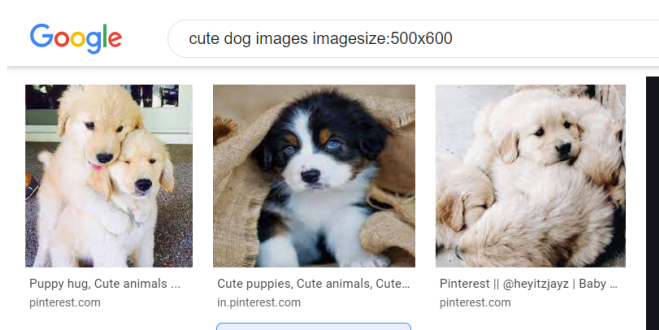 Google
cute dog images imagesize:500x600
Puppy hug, Cute animals ...
pinterest.com
Cute puppies, Cute animals, Cute...
in.pinterest.com
Pinterest || @heyitzjayz | Baby ...
pinterest.com